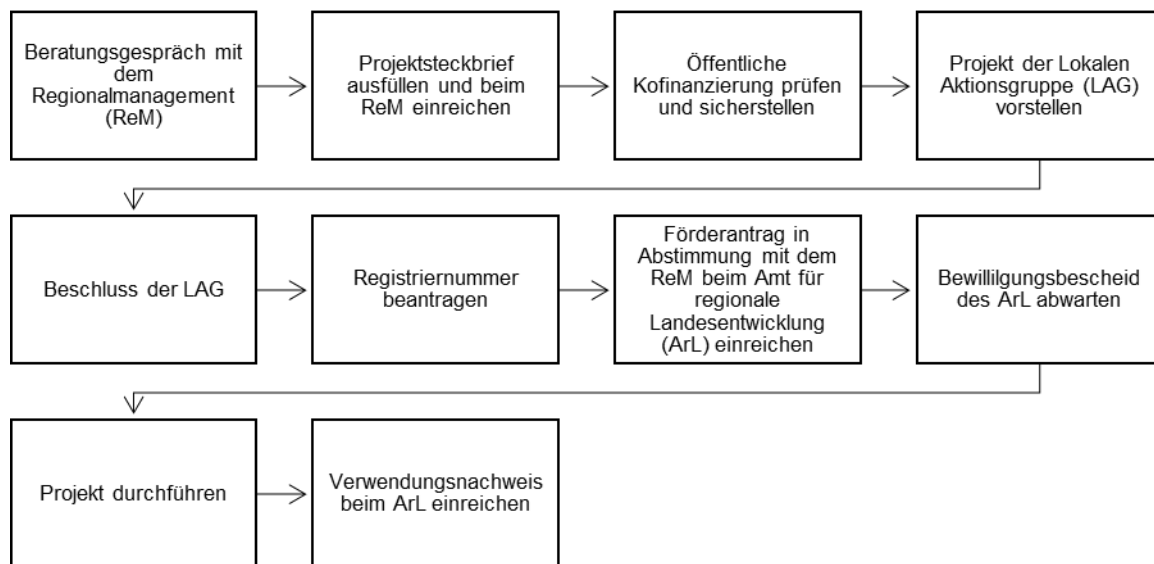 Beratungsgespräch mit
dem
Regionalmanagement
(ReM)
Projektsteckbrief
ausfüllen und beim
ReM einreichen
Öffentliche
Kofinanzierung prüfen
und sicherstellen
Projekt der Lokalen
Aktionsgruppe (LAG)
vorstellen
Beschluss der LAG
Registriernummer
beantragen
Förderantrag in
Abstimmung mit dem
ReM beim Amt für
regionale
Landesentwicklung
(ArL) einreichen
Bewillilgungsbescheid
des ArL abwarten
Projekt durchführen
Verwendungsnachweis
beim ArL einreichen